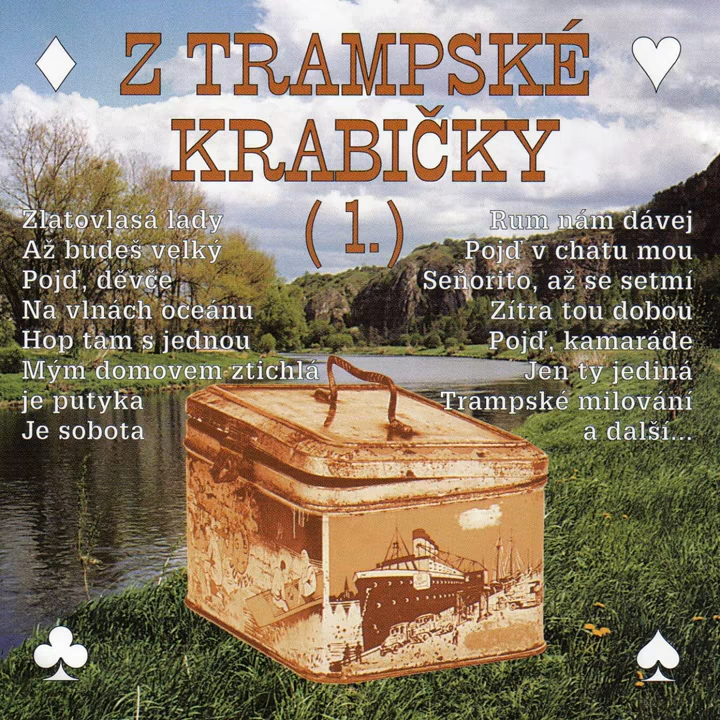 Z TRAMPSKÉ
KRABIČKY
(1.)
Zlatovlasá lady
Až budeš velký
Pojď, děvče
Na vlnách oceánu
Hop tam s jednou
Mým domovem ztichlá
je putyka
Je sobota
Rum nám dávej
Pojď v chatu mou
Seňorito, až se setmí
Zítra tou dobou
Pojď, kamaráde
Jen ty jediná
Trampské milování
a další...